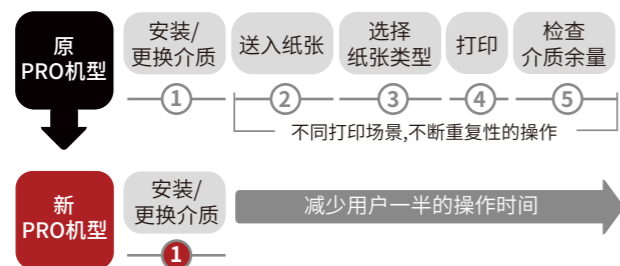 原
PRO机型
安装/
更换介质
送入纸张
选择
纸张类型
打印
检查
介质余量
1
2
3
4
5
不同打印场景,不断重复性的操作
新
PRO机型
安装/
更换介质
减少用户一半的操作时间
1